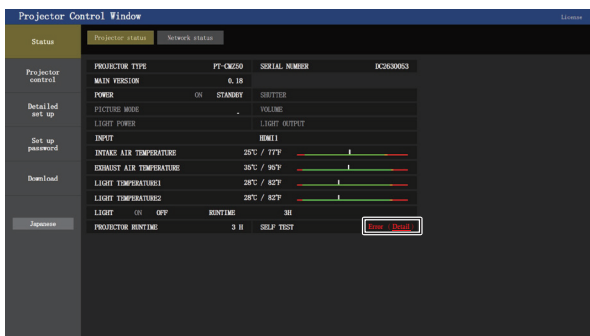 Projector Control Window
License
Status
Projector status
Network status
Projector control
Detailed set up
Set up password
Download
Japanese
PROJECTOR TYPE PT-CMZ50 SERIAL NUMBER DC2630053
MAIN VERSION 0.18
POWER ON STANDBY SHUTTER
PICTURE MODE - VOLUME
LIGHT POWER LIGHT OUTPUT
INPUT HDMI1
INTAKE AIR TEMPERATURE 25℃ / 77℉
EXHAUST AIR TEMPERATURE 35℃ / 95℉
LIGHT TEMPERATURE1 28℃ / 82℉
LIGHT TEMPERATURE2 28℃ / 82℉
LIGHT ON OFF RUNTIME 3H
PROJECTOR RUNTIME 3 H SELF TEST Error (Detail)